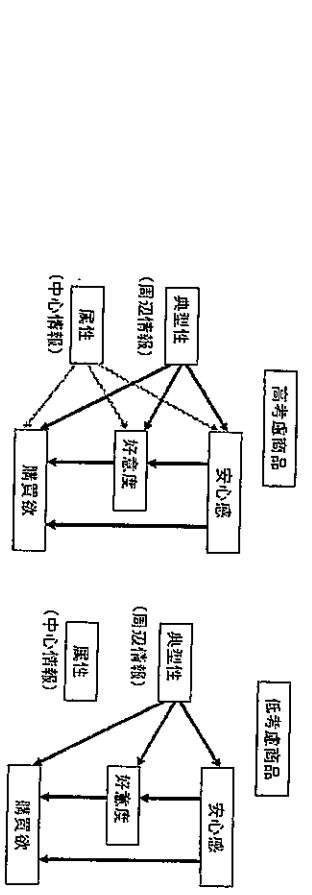 高考慮商品
典型性
(周辺情報)
属性
(中心情報)
安心感
好意度
購買欲
低考慮商品
典型性
(周辺情報)
属性
(中心情報)
安心感
好意度
購買欲